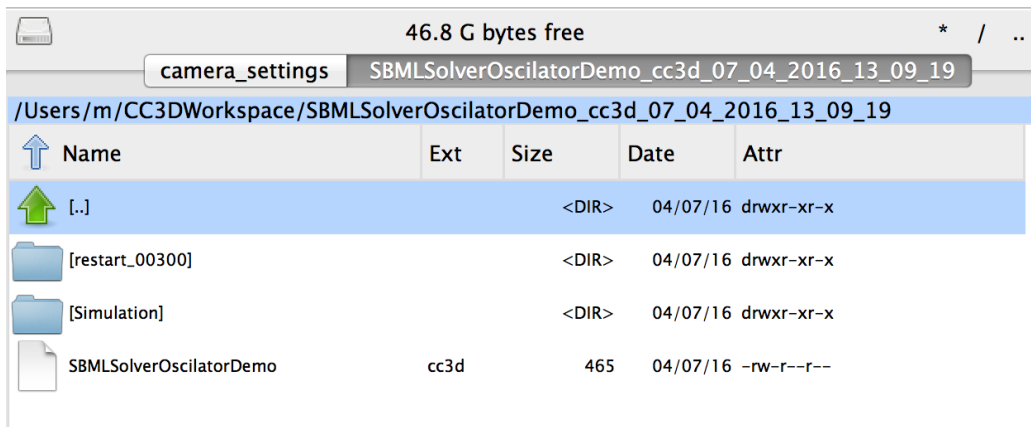 46.8 G bytes free * / ..
camera_settings SBMLSolverOscilatorDemo_cc3d_07_04_2016_13_09_19
/Users/m/CC3DWorkspace/SBMLSolverOscilatorDemo_cc3d_07_04_2016_13_09_19
Name Ext Size Date Attr
[..] <DIR> 04/07/16 drwxr-xr-x
[restart_00300] <DIR> 04/07/16 drwxr-xr-x
[Simulation] <DIR> 04/07/16 drwxr-xr-x
SBMLSolverOscilatorDemo cc3d 465 04/07/16 -rw-r--r--